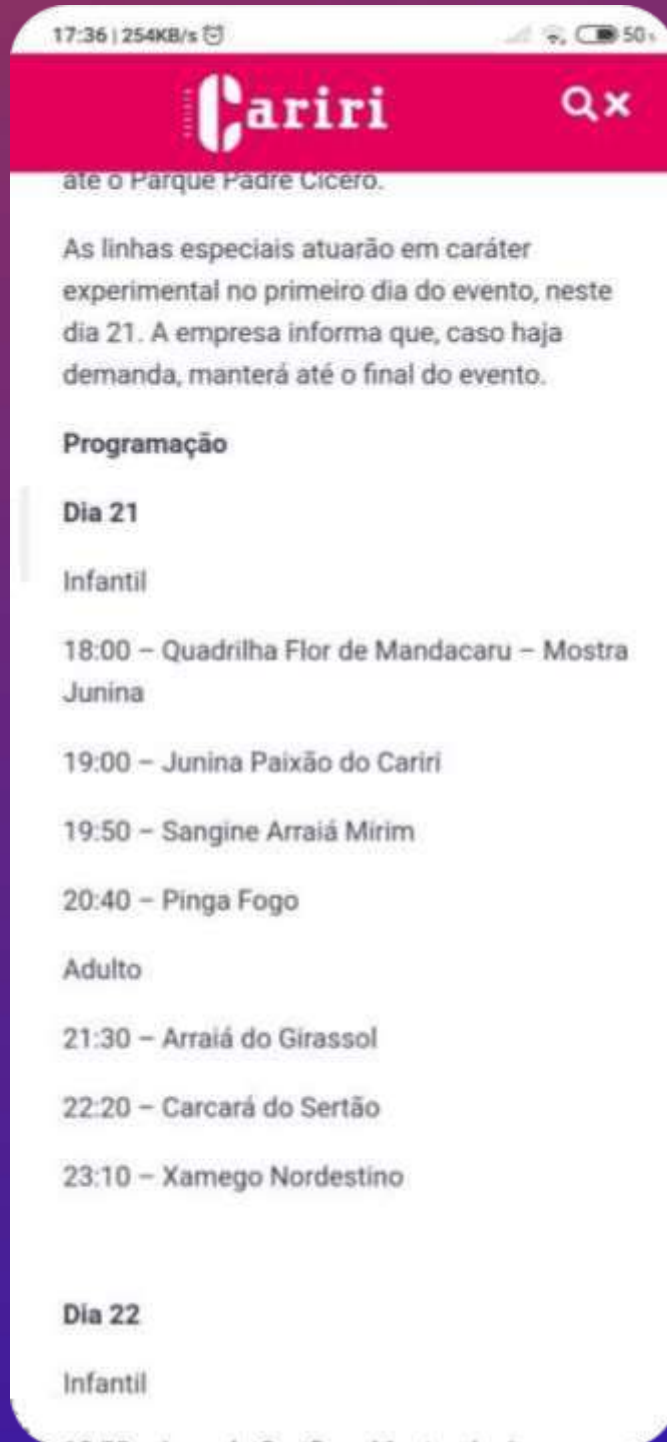 17:36 | 254KB/s
50
Cariri
até o Parque Padre Cícero.
As linhas especiais atuarão em caráter
experimental no primeiro dia do evento, neste
dia 21. A empresa informa que, caso haja
demanda, manterá até o final do evento.
Programação
Dia 21
Infantil
18:00 – Quadrilha Flor de Mandacaru – Mostra
Junina
19:00 – Junina Paixão do Cariri
19:50 – Sangine Arraiá Mirim
20:40 – Pinga Fogo
Adulto
21:30 – Arraiá do Girassol
22:20 – Carcará do Sertão
23:10 – Xamego Nordestino
Dia 22
Infantil